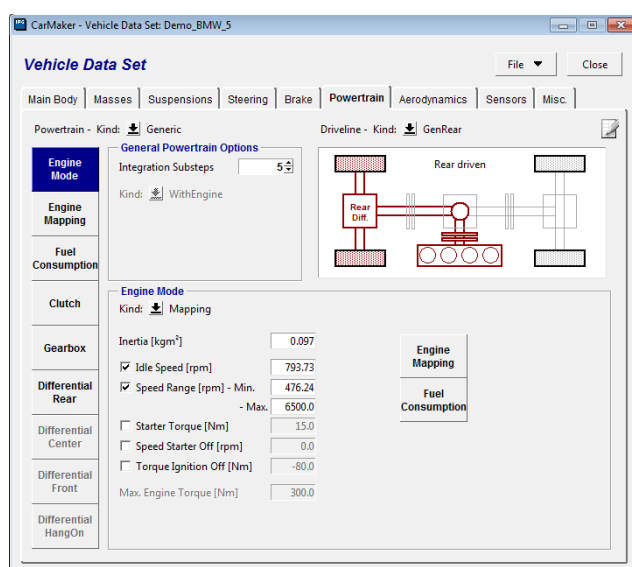 IPG CarMaker - Vehicle Data Set: Demo_BMW_5
Vehicle Data Set
File Close
Main Body Masses Suspensions Steering Brake Powertrain Aerodynamics Sensors Misc.
Powertrain - Kind: Generic Driveline - Kind: GenRear
Engine Mode
Engine Mapping
Fuel Consumption
Clutch
Gearbox
Differential Rear
Differential Center
Differential Front
Differential HangOn
General Powertrain Options
Integration Substeps 5
Kind: WithEngine
Rear driven
Rear Diff.
Engine Mode
Kind: Mapping
Inertia [kgm²] 0.097
Idle Speed [rpm] 793.73
Speed Range [rpm] - Min. 476.24
- Max. 6500.0
Starter Torque [Nm] 15.0
Speed Starter Off [rpm] 0.0
Torque Ignition Off [Nm] -80.0
Max. Engine Torque [Nm] 300.0
Engine Mapping
Fuel Consumption